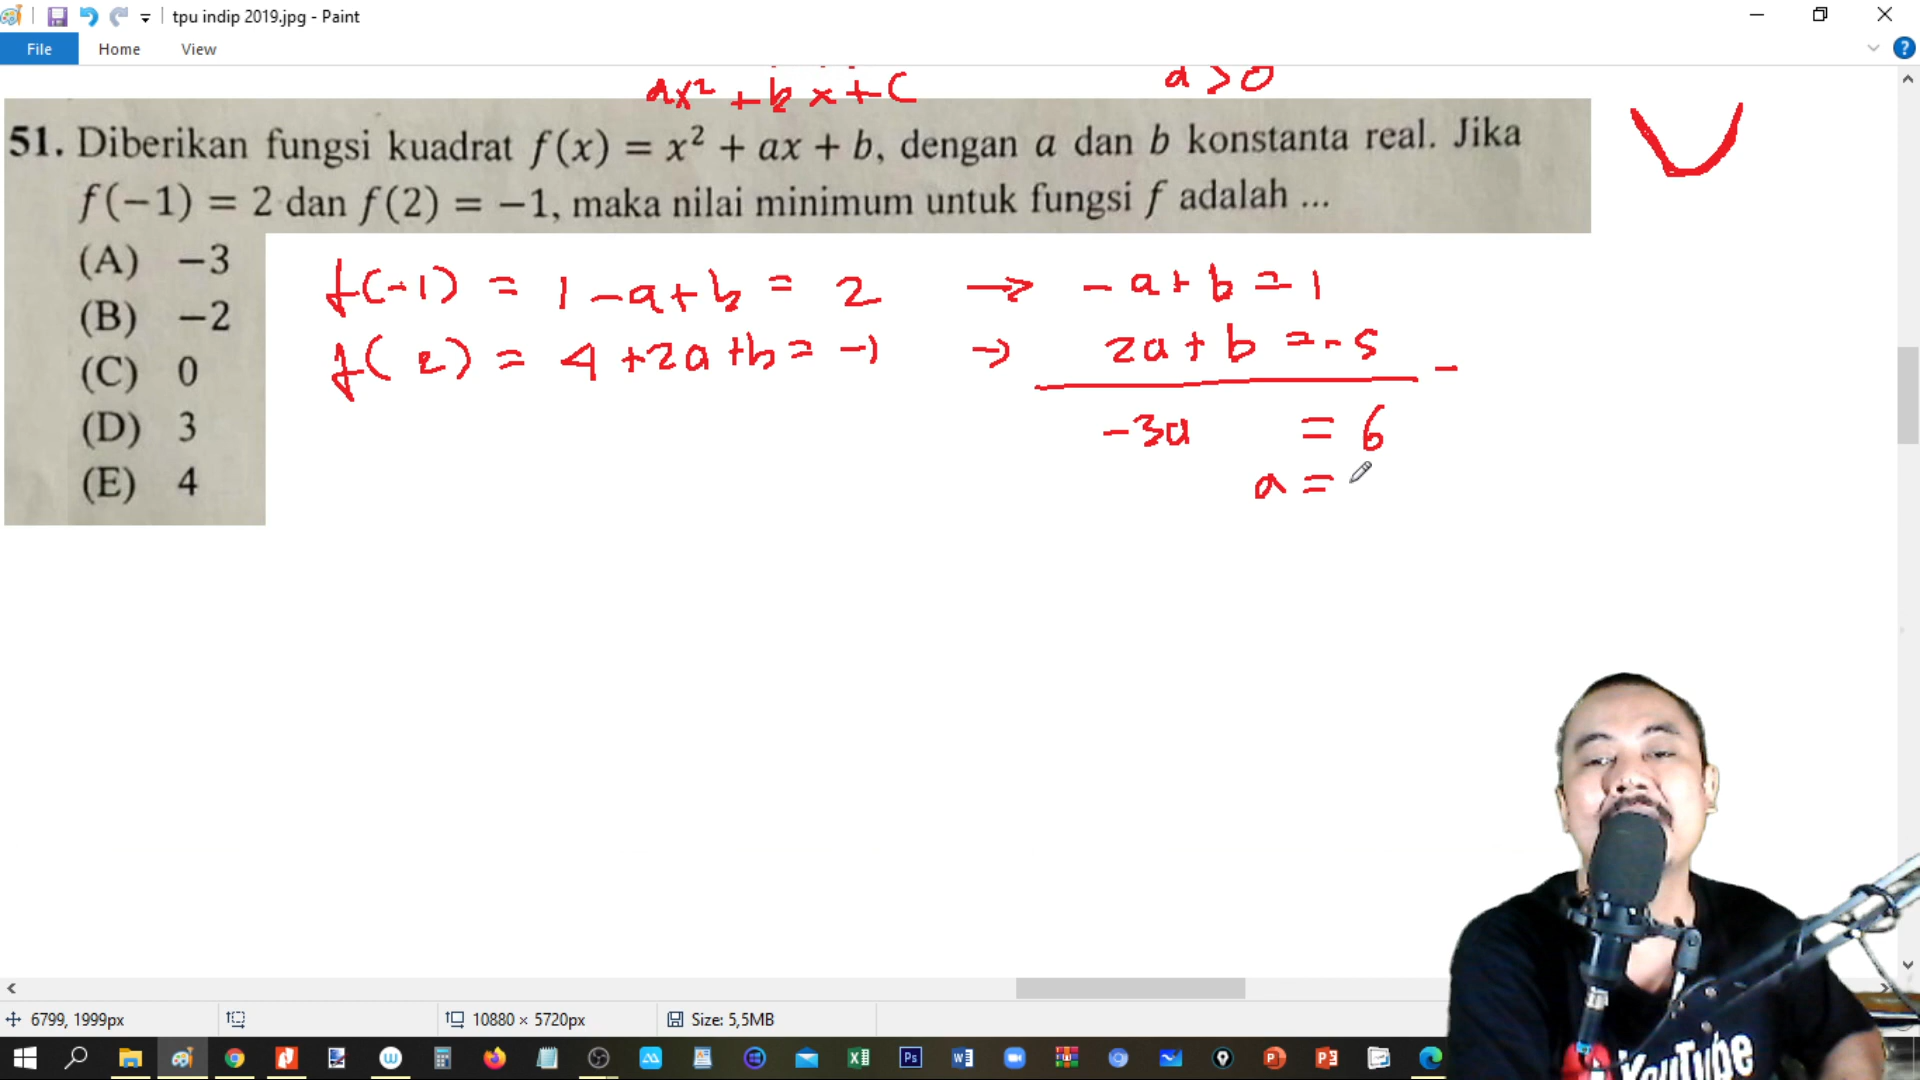 tpu indip 2019.jpg - Paint
File Home View
ax² + bx + c
a > 0
51. Diberikan fungsi kuadrat f(x) = x² + ax + b, dengan a dan b konstanta real. Jika
f(−1) = 2 dan f(2) = −1, maka nilai minimum untuk fungsi f adalah ...
(A) −3
(B) −2
(C) 0
(D) 3
(E) 4
f(-1) = 1 - a + b = 2 → - a + b = 1
f(2) = 4 + 2a + b = -1 → 2a + b = -5 -
-3a = 6
a =
6799, 1999px
10880 × 5720px
Size: 5,5MB
YouTube